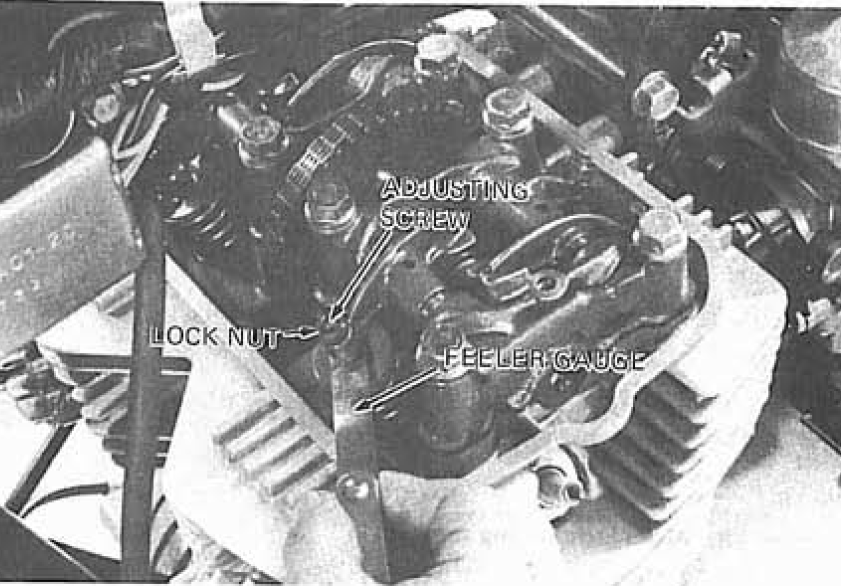 ADJUSTING
SCREW
LOCK NUT
FEELER GAUGE